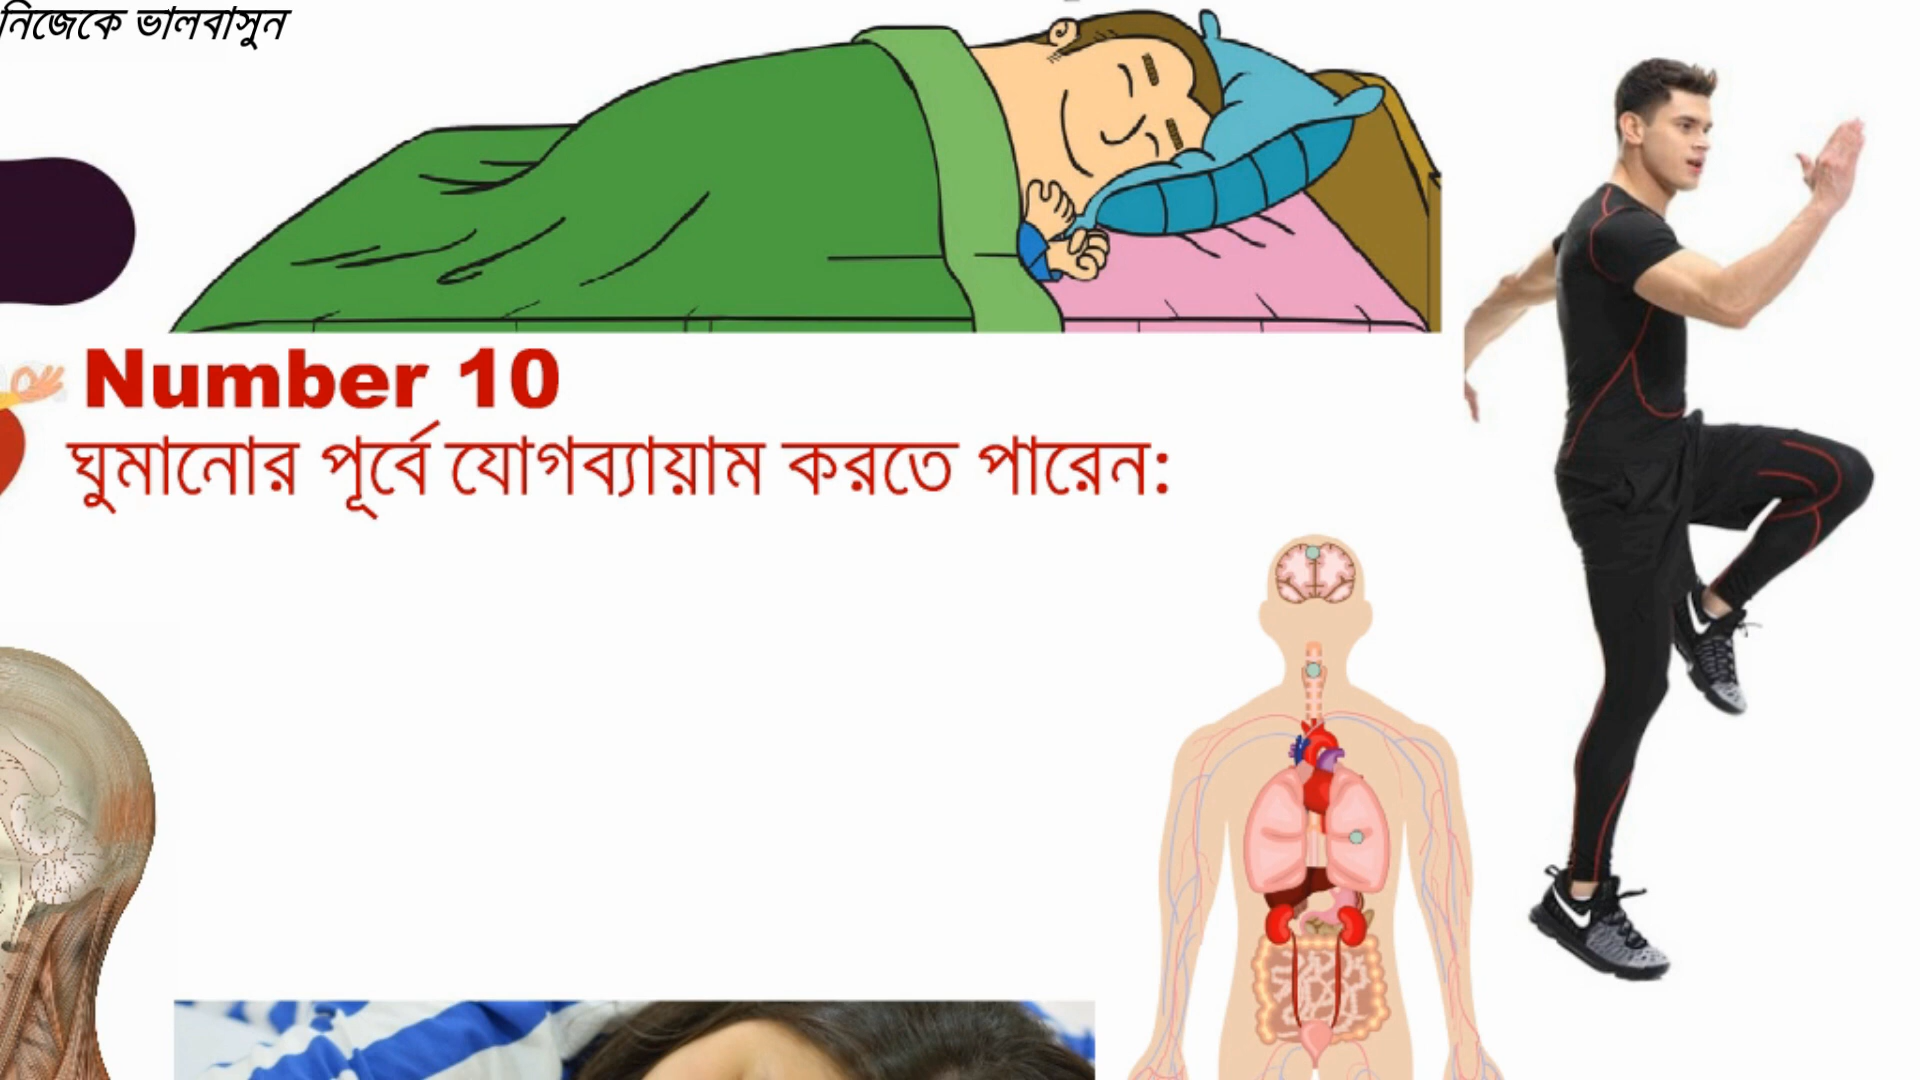 নিজেকে ভালবাসুন
Number 10
ঘুমানোর পূর্বে যোগব্যায়াম করতে পারেন: